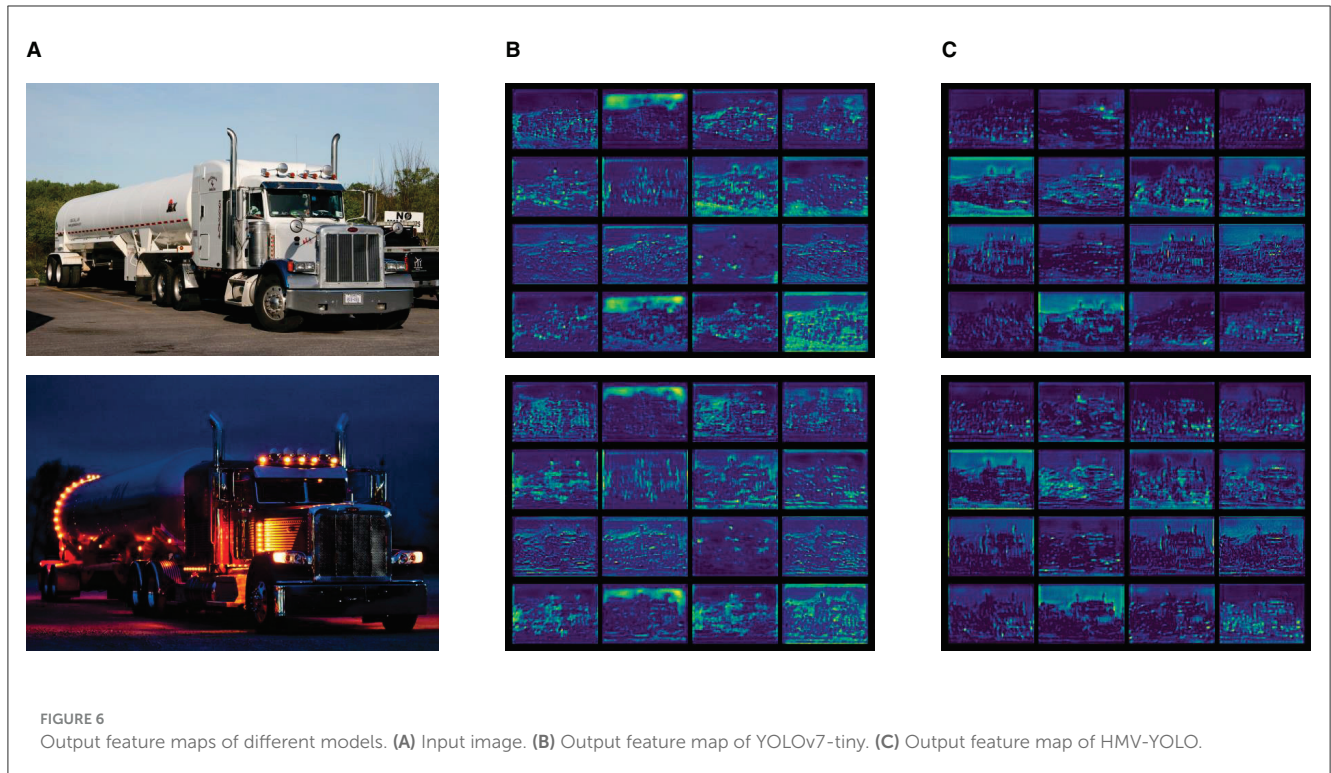 A
B
C
NO
FIGURE 6
Output feature maps of different models. (A) Input image. (B) Output feature map of YOLOv7-tiny. (C) Output feature map of HMV-YOLO.